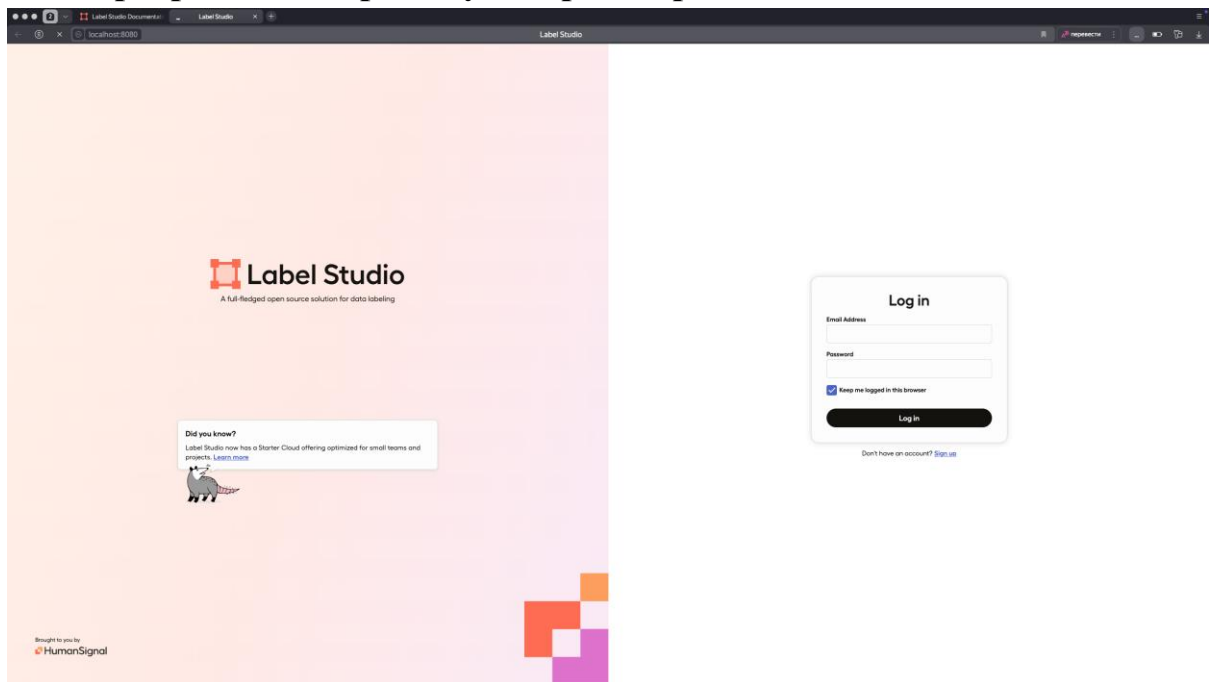 2
Label Studio Documentat
Label Studio
localhost:8080
Label Studio
перевести
Label Studio
A full-fledged open source solution for data labeling
Did you know?
Label Studio now has a Starter Cloud offering optimized for small teams and
projects. Learn more
Brought to you by
HumanSignal
Log in
Email Address
Password
Keep me logged in this browser
Log in
Don't have an account? Sign up